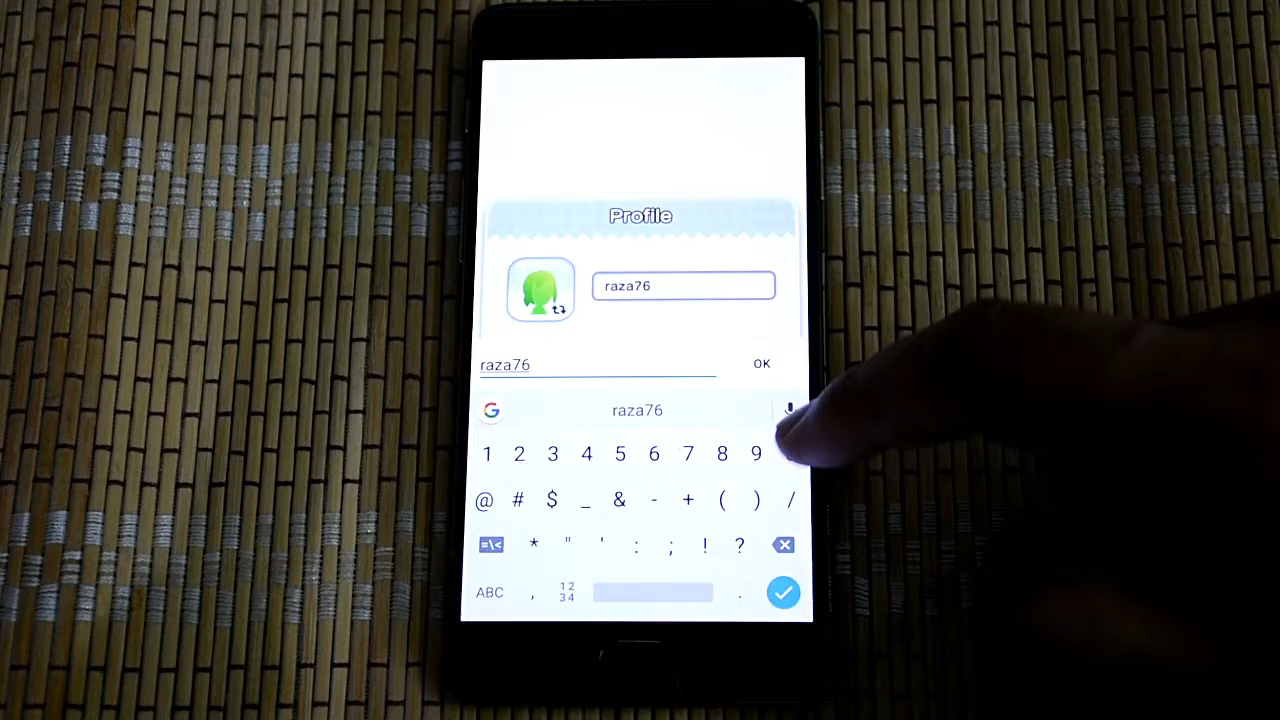 Profile
raza76
raza76 OK
G raza76
1 2 3 4 5 6 7 8 9
@ # $ _ & - + ( ) /
=\< * " ' : ; ! ?
ABC , 12 34 .